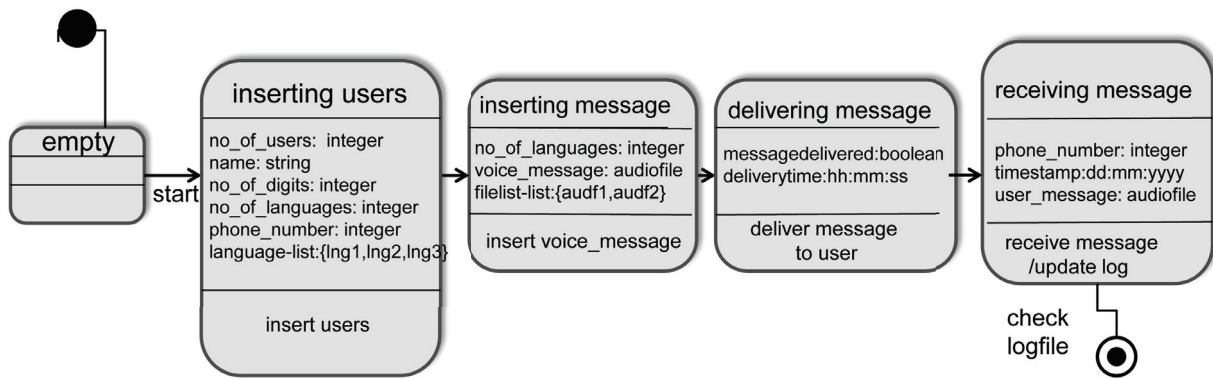 empty
start
inserting users
no_of_users: integer
name: string
no_of_digits: integer
no_of_languages: integer
phone_number: integer
language-list:{lng1,lng2,lng3}
insert users
inserting message
no_of_languages: integer
voice_message: audiofile
filelist-list:{audf1,audf2}
insert voice_message
delivering message
messagedelivered:boolean
deliverytime:hh:mm:ss
deliver message
to user
receiving message
phone_number: integer
timestamp:dd:mm:yyyy
user_message: audiofile
receive message
/update log
check
logfile